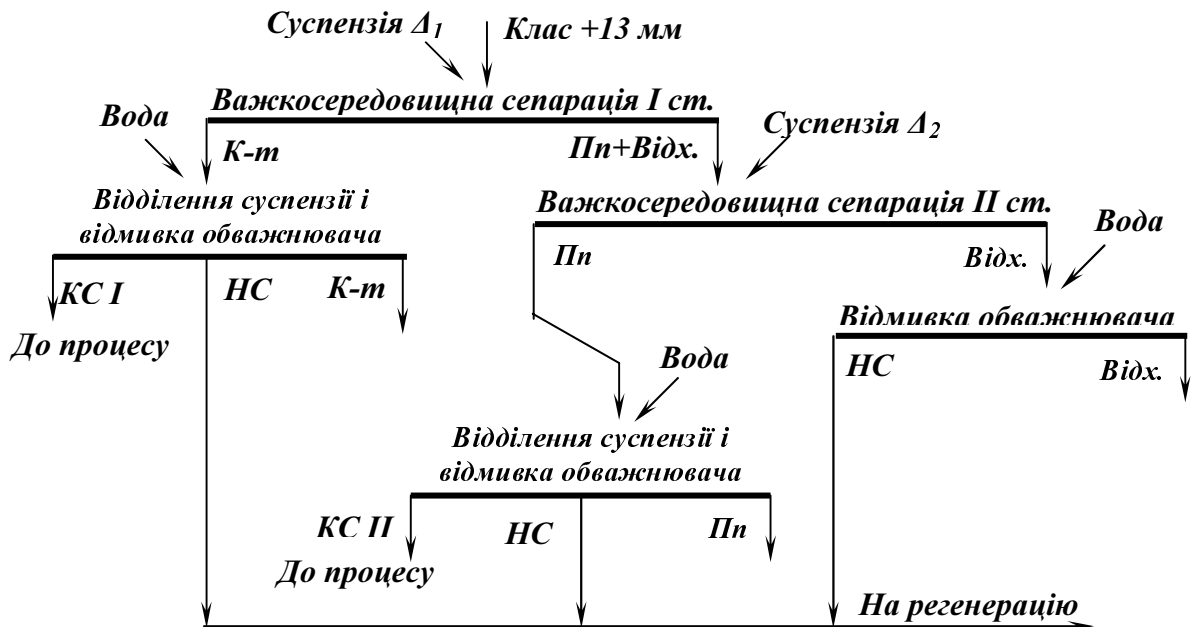 Суспензія Δ1
Клас +13 мм
Важкосередовищна сепарація I ст.
Вода
К-т
Пп+Відх.
Суспензія Δ2
Відділення суспензії і
відмивка обважнювача
Важкосередовищна сепарація II ст.
Вода
Пп
Відх.
КС I
НС
К-т
До процесу
Відмивка обважнювача
НС
Відх.
Вода
Відділення суспензії і
відмивка обважнювача
КС II
НС
Пп
До процесу
На регенерацію